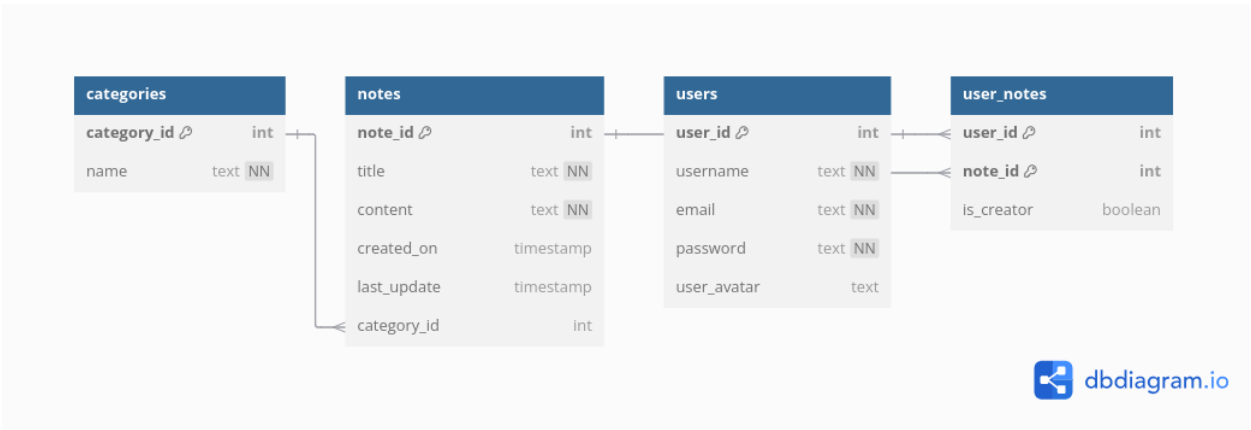 categories
category_id int
name text NN
notes
note_id int
title text NN
content text NN
created_on timestamp
last_update timestamp
category_id int
users
user_id int
username text NN
email text NN
password text NN
user_avatar text
user_notes
user_id int
note_id int
is_creator boolean
dbdiagram.io